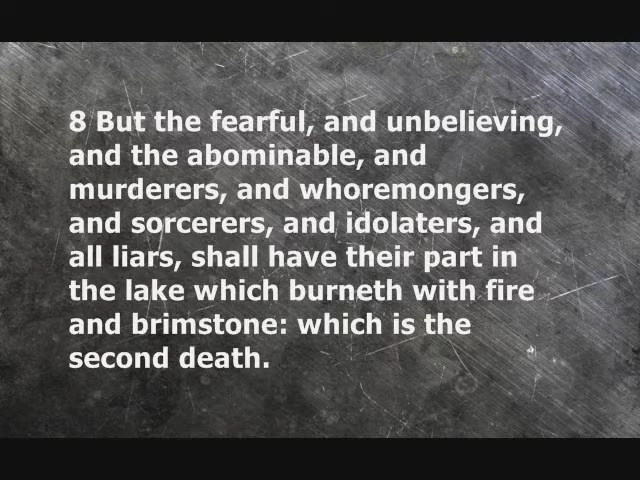 8 But the fearful, and unbelieving,
and the abominable, and
murderers, and whoremongers,
and sorcerers, and idolaters, and
all liars, shall have their part in
the lake which burneth with fire
and brimstone: which is the
second death.